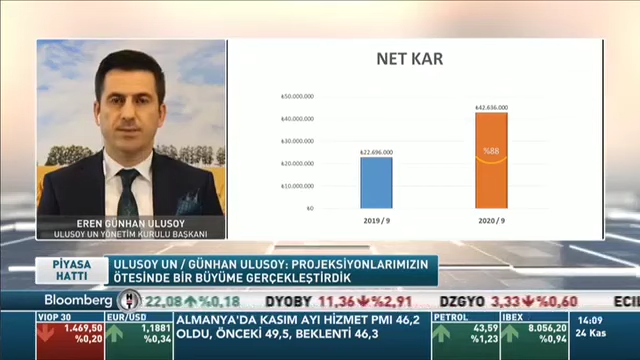 NET KAR
₺50.000.000
₺40.000.000
₺30.000.000
₺20.000.000
₺10.000.000
₺0
₺22.696.000
₺42.636.000
%88
2019 / 9
2020 / 9
EREN GÜNHAN ULUSOY
ULUSOY UN YÖNETİM KURULU BAŞKANI
PİYASA
HATTI
ULUSOY UN / GÜNHAN ULUSOY: PROJEKSİYONLARIMIZIN
ÖTESİNDE BİR BÜYÜME GERÇEKLEŞTİRDİK
Bloomberg HT 22,08 %0,18 DYOBY 11,36 %2,91 DZGYO 3,33 %0,60 ECIL
VIOP 30
1.469,50
%0,20
EUR/USD
1,1881
%0,34
ALMANYA'DA KASIM AYI HİZMET PMI 46,2
OLDU, ÖNCEKİ 49,5, BEKLENTİ 46,3
PETROL
43,59
%1,23
IBEX
8.056,20
%0,94
14:09
24 Kas